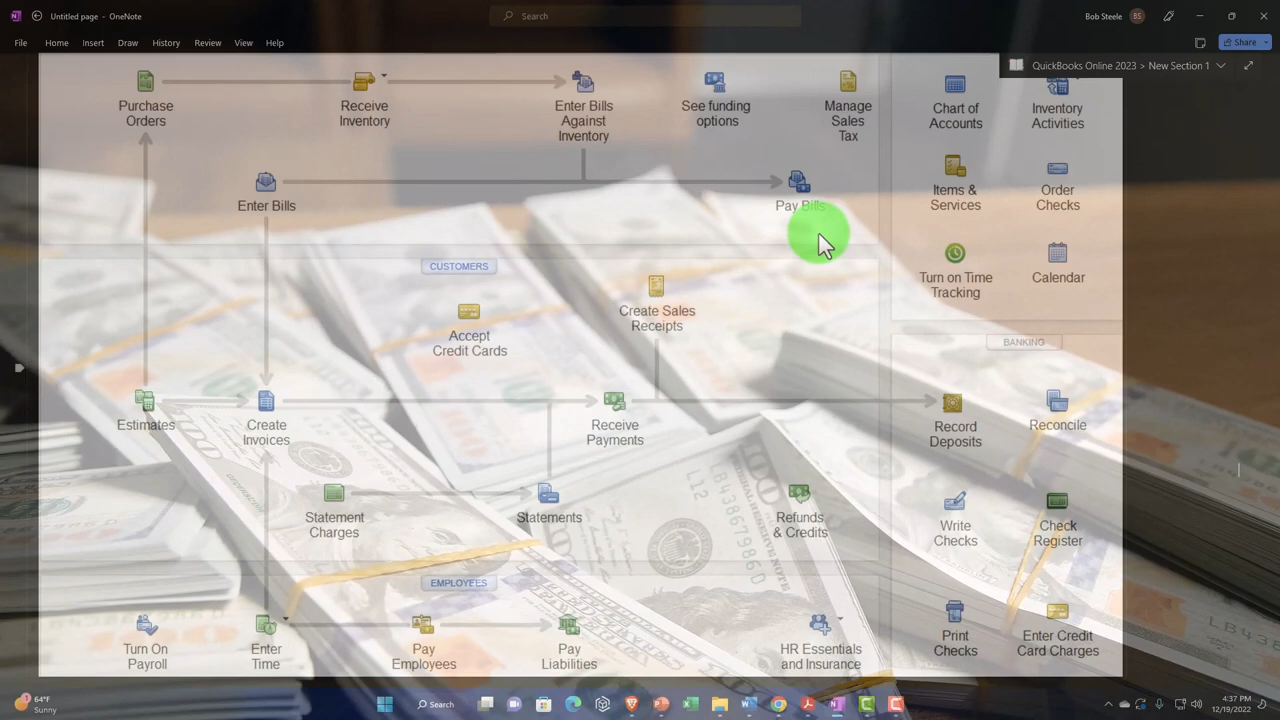 Untitled page - OneNote
Search
Bob Steele
BS
File
Home
Insert
Draw
History
Review
View
Help
Share
QuickBooks Online 2023 > New Section 1
Purchase
Orders
Receive
Inventory
Enter Bills
Against
Inventory
See funding
options
Manage
Sales
Tax
Chart of
Accounts
Inventory
Activities
Enter Bills
Pay Bills
Items &
Services
Order
Checks
CUSTOMERS
Turn on Time
Tracking
Calendar
Create Sales
Receipts
Accept
Credit Cards
BANKING
Estimates
Create
Invoices
Receive
Payments
Record
Deposits
Reconcile
Statement
Charges
Statements
Refunds
& Credits
Write
Checks
Check
Register
EMPLOYEES
Turn On
Payroll
Enter
Time
Pay
Employees
Pay
Liabilities
HR Essentials
and Insurance
Print
Checks
Enter Credit
Card Charges
64°F
Sunny
Search
4:37 PM
12/19/2022